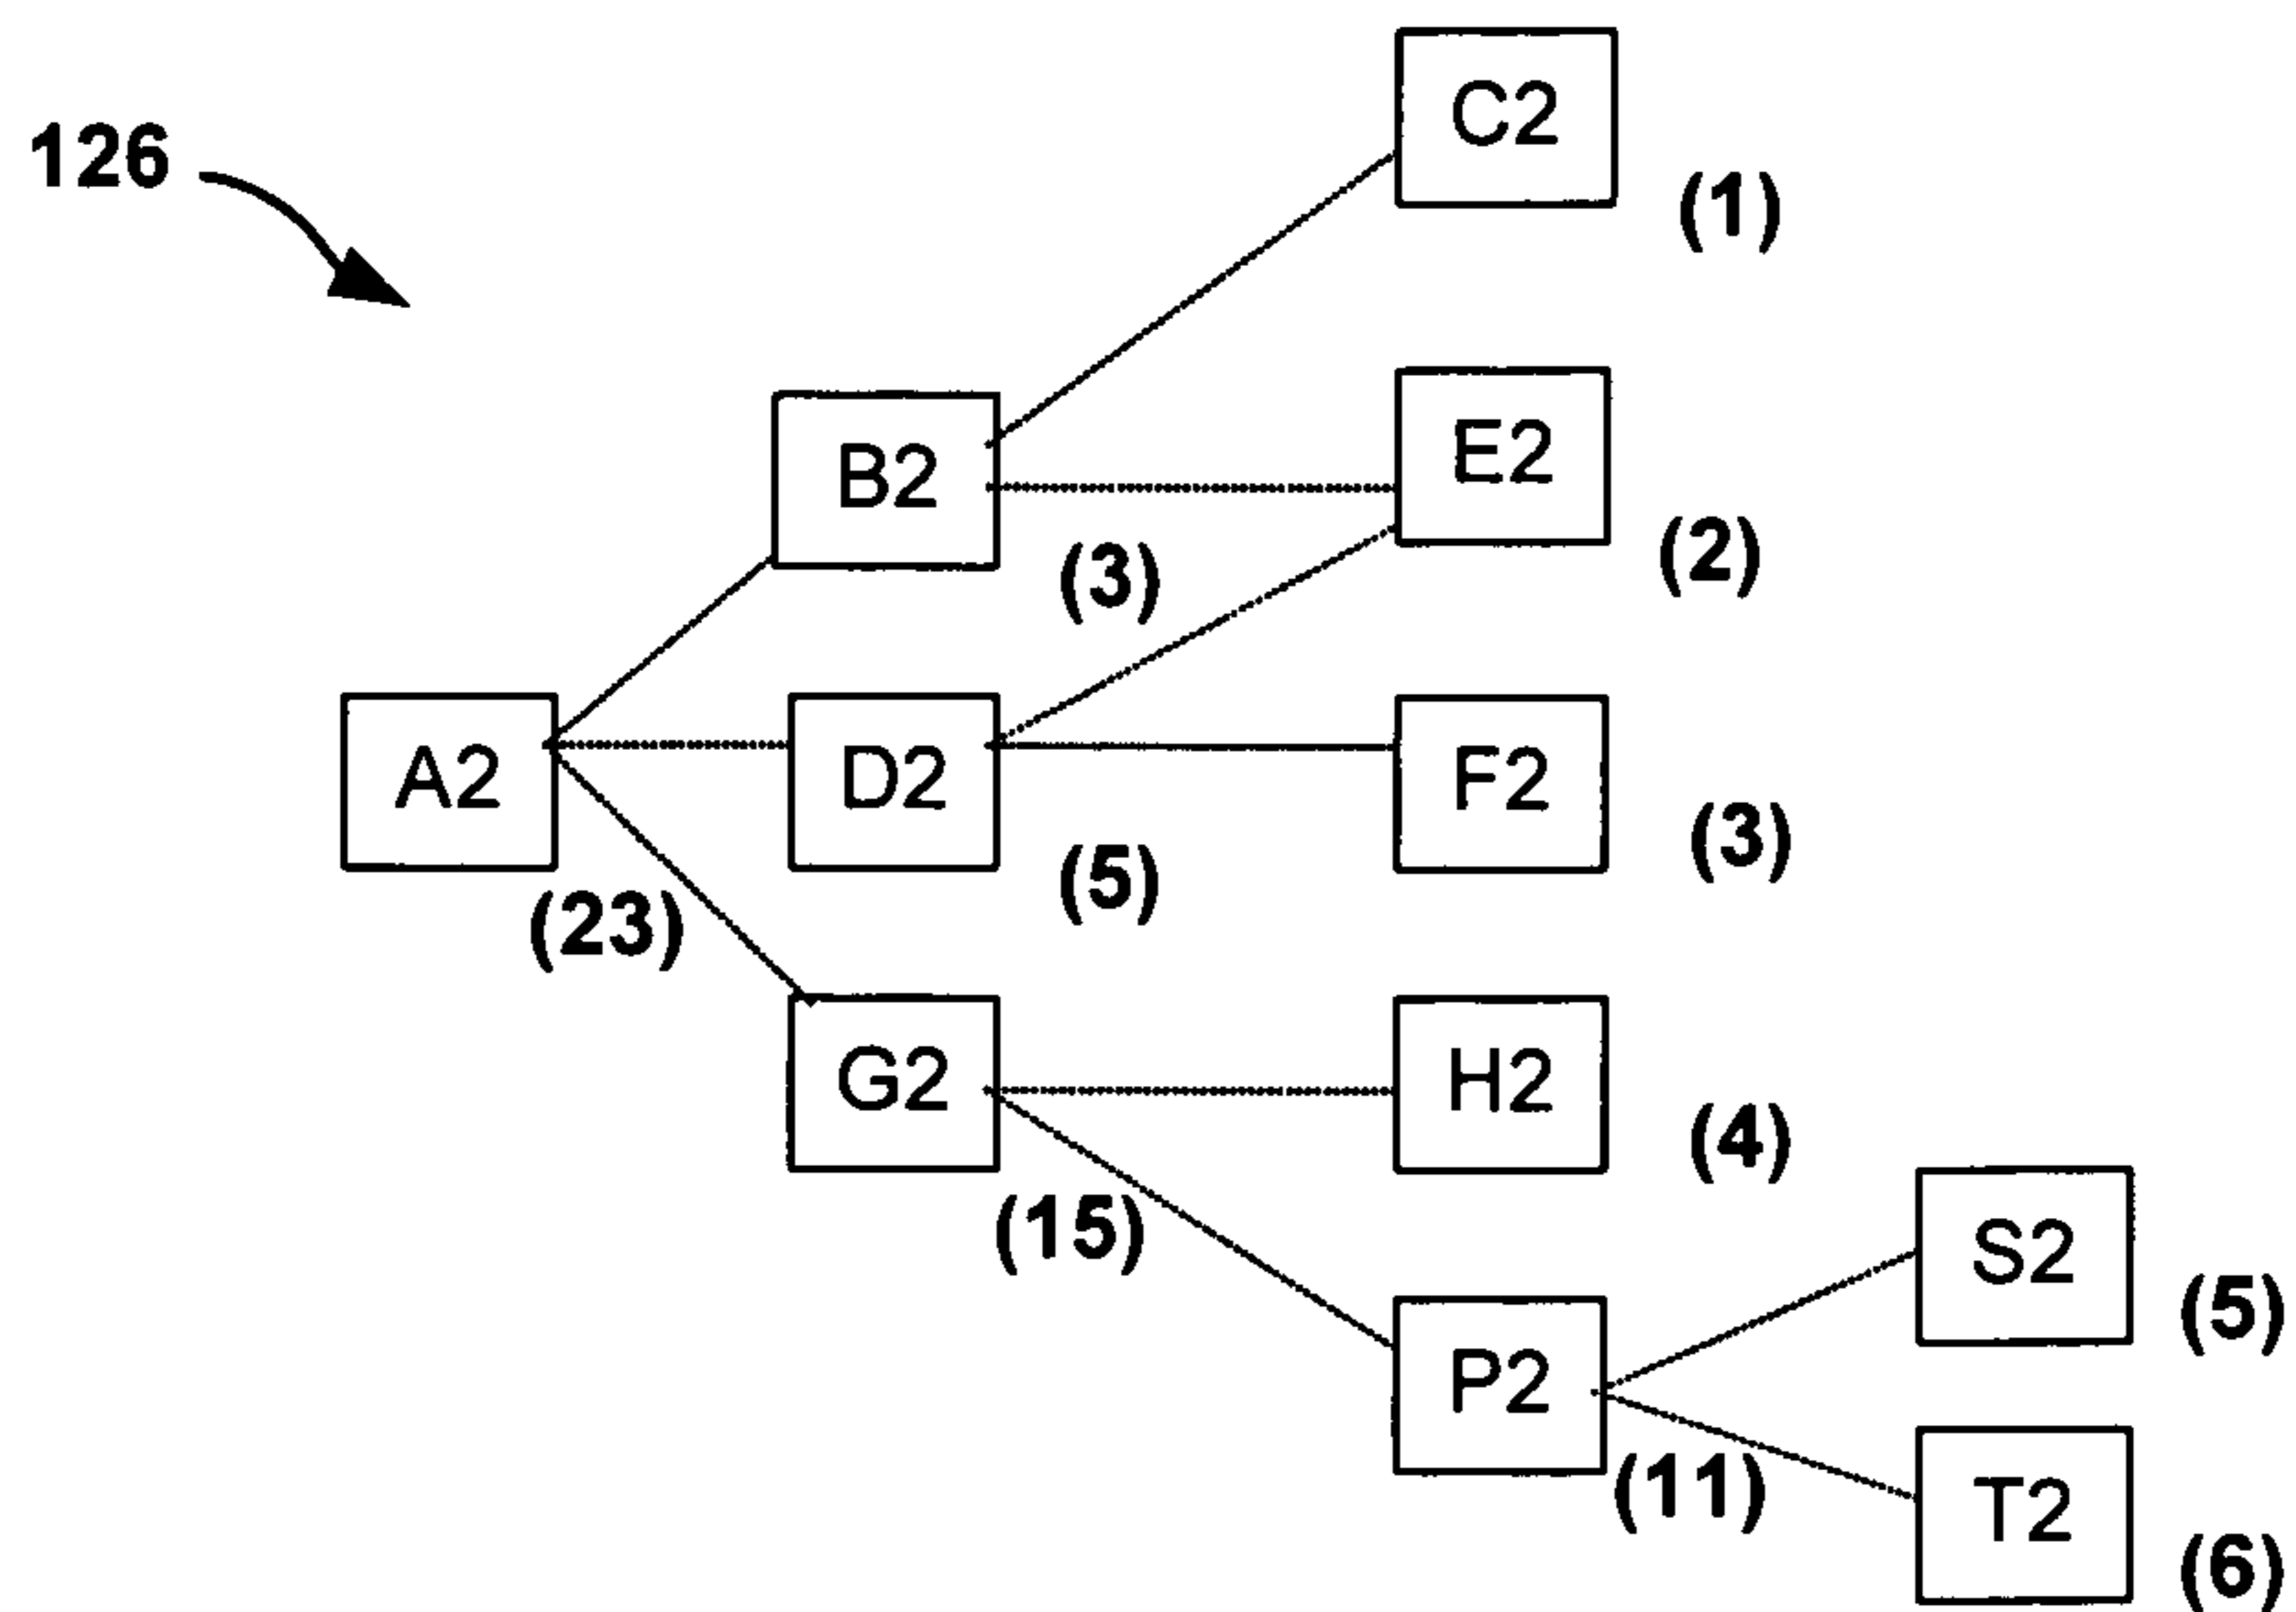 C2
126
(1)
B2
E2
(3)
(2)
A2
D2
F2
(23)
(5)
(3)
G2
H2
(15)
(4)
S2
(5)
P2
(11)
T2
(6)